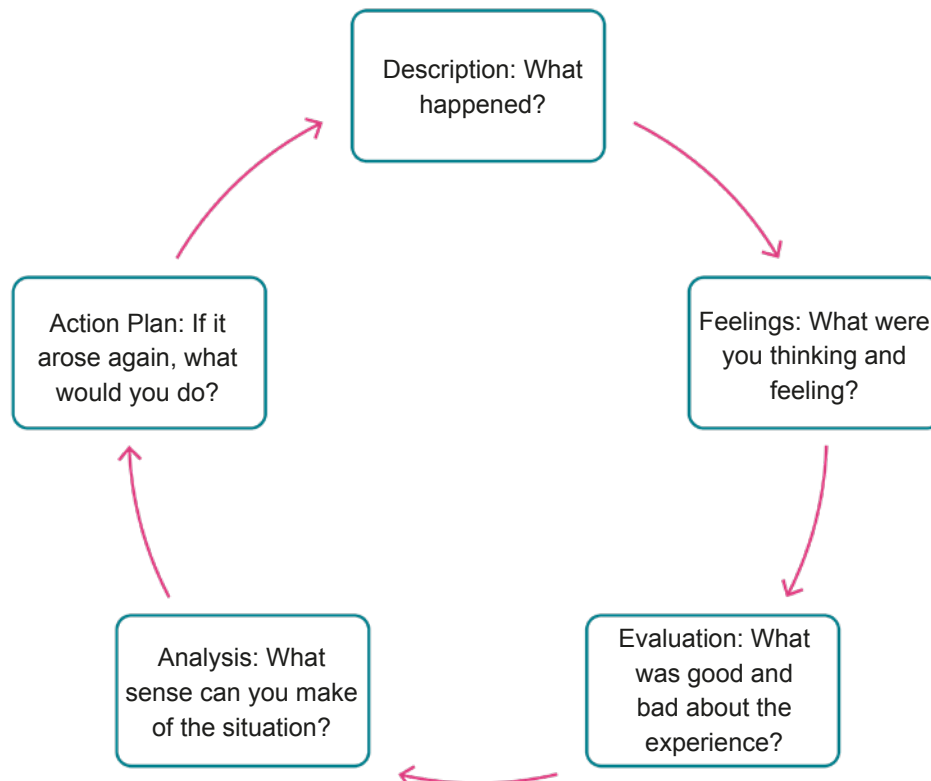 Description: What
happened?
Feelings: What were
you thinking and
feeling?
Evaluation: What
was good and
bad about the
experience?
Analysis: What
sense can you make
of the situation?
Action Plan: If it
arose again, what
would you do?